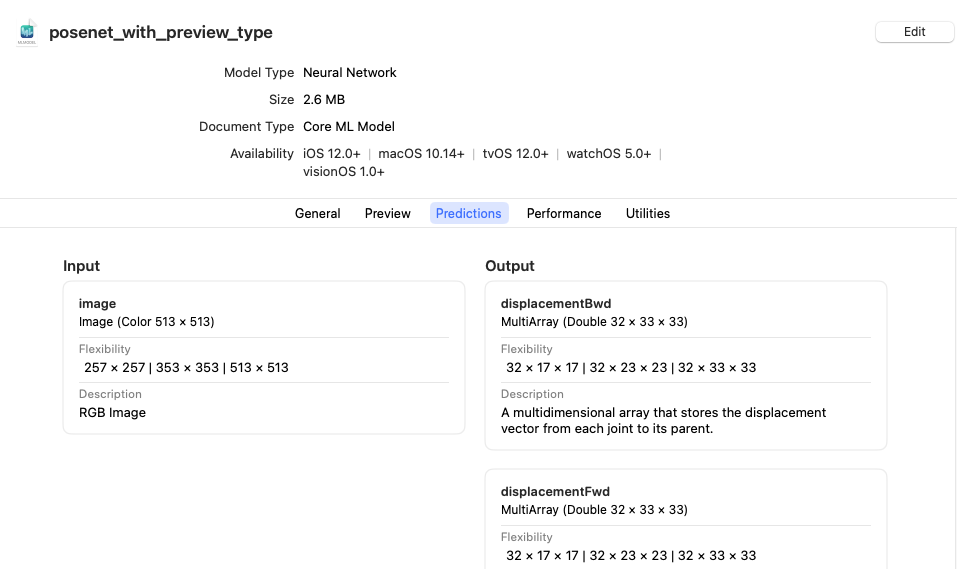 posenet_with_preview_type
Edit
Model Type Neural Network
Size 2.6 MB
Document Type Core ML Model
Availability iOS 12.0+ | macOS 10.14+ | tvOS 12.0+ | watchOS 5.0+ |
visionOS 1.0+
General Preview Predictions Performance Utilities
Input
image
Image (Color 513 × 513)
Flexibility
257 × 257 | 353 × 353 | 513 × 513
Description
RGB Image
Output
displacementBwd
MultiArray (Double 32 × 33 × 33)
Flexibility
32 × 17 × 17 | 32 × 23 × 23 | 32 × 33 × 33
Description
A multidimensional array that stores the displacement
vector from each joint to its parent.
displacementFwd
MultiArray (Double 32 × 33 × 33)
Flexibility
32 × 17 × 17 | 32 × 23 × 23 | 32 × 33 × 33